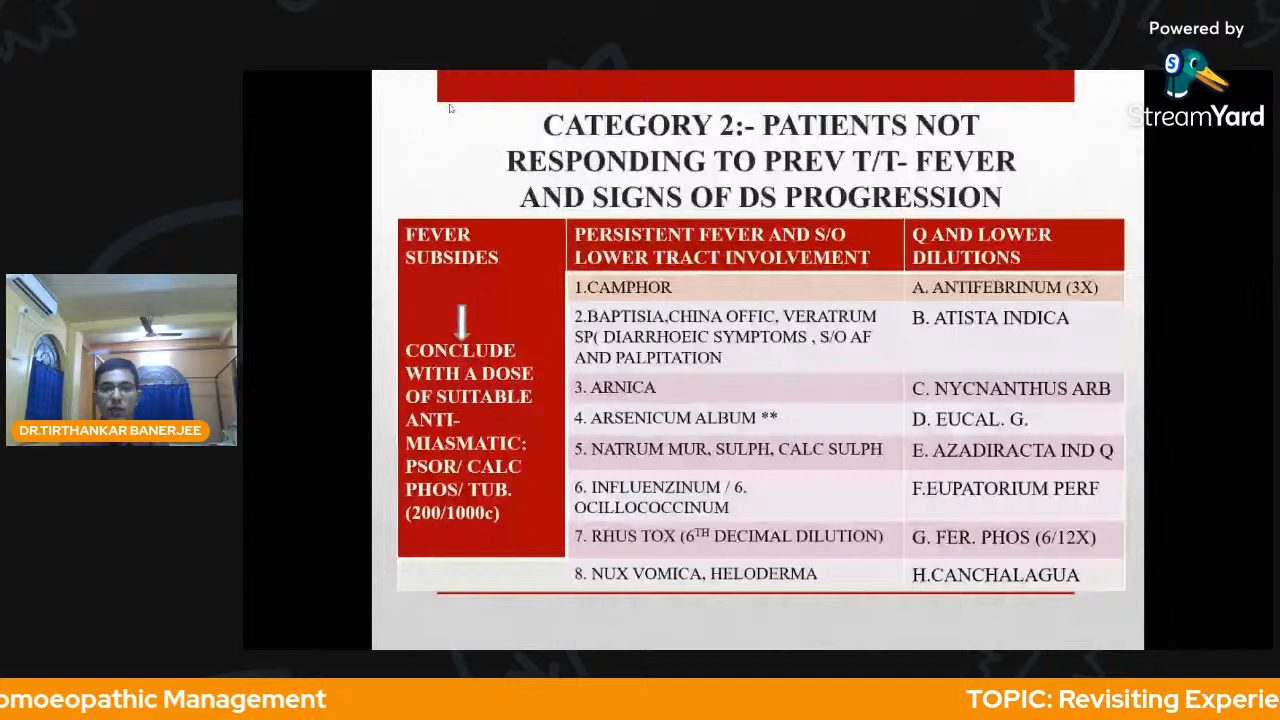 Powered by
S
StreamYard
CATEGORY 2:- PATIENTS NOT
RESPONDING TO PREV T/T- FEVER
AND SIGNS OF DS PROGRESSION
FEVER
SUBSIDES
CONCLUDE
WITH A DOSE
OF SUITABLE
ANTI-
MIASMATIC:
PSOR/ CALC
PHOS/ TUB.
(200/1000c)
PERSISTENT FEVER AND S/O
LOWER TRACT INVOLVEMENT
Q AND LOWER
DILUTIONS
1.CAMPHOR
A. ANTIFEBRINUM (3X)
2.BAPTISIA,CHINA OFFIC, VERATRUM
SP( DIARRHOEIC SYMPTOMS , S/O AF
AND PALPITATION
B. ATISTA INDICA
3. ARNICA
C. NYCNANTHUS ARB
4. ARSENICUM ALBUM **
D. EUCAL. G.
5. NATRUM MUR, SULPH, CALC SULPH
E. AZADIRACTA IND Q
6. INFLUENZINUM / 6.
OCILLOCOCCINUM
F.EUPATORIUM PERF
7. RHUS TOX (6TH DECIMAL DILUTION)
G. FER. PHOS (6/12X)
8. NUX VOMICA, HELODERMA
H.CANCHALAGUA
DR.TIRTHANKAR BANERJEE
omoeopathic Management
TOPIC: Revisiting Experie